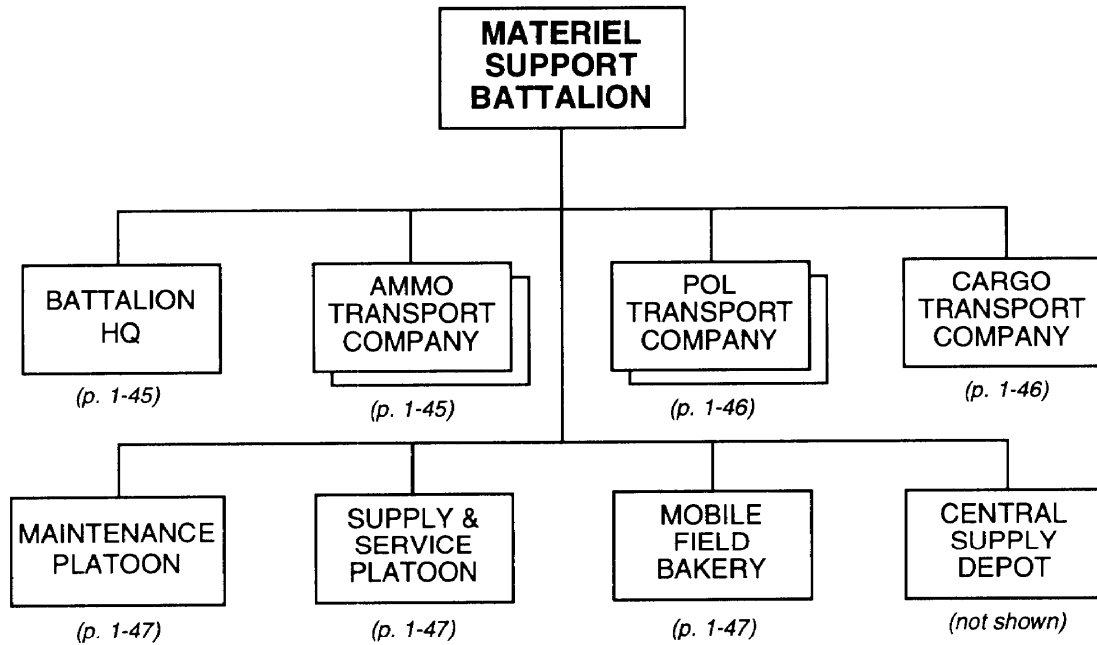 MATERIEL
SUPPORT
BATTALION
BATTALION
HQ
(p. 1-45)
AMMO
TRANSPORT
COMPANY
(p. 1-45)
POL
TRANSPORT
COMPANY
(p. 1-46)
CARGO
TRANSPORT
COMPANY
(p. 1-46)
MAINTENANCE
PLATOON
(p. 1-47)
SUPPLY &
SERVICE
PLATOON
(p. 1-47)
MOBILE
FIELD
BAKERY
(p. 1-47)
CENTRAL
SUPPLY
DEPOT
(not shown)